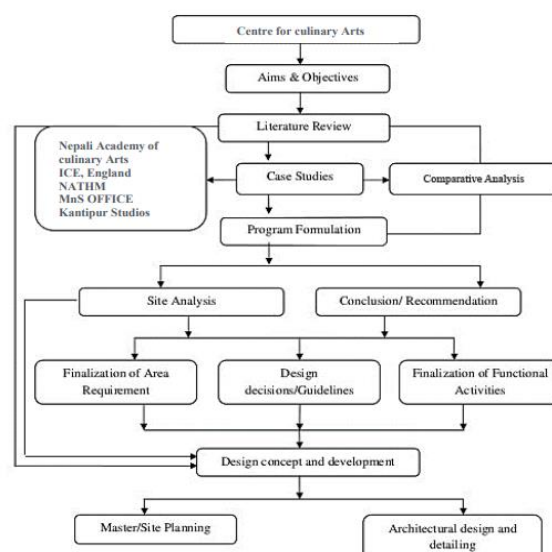 Centre for culinary Arts
Aims & Objectives
Literature Review
Nepali Academy of
culinary Arts
ICE, England
NATHM
MnS OFFICE
Kantipur Studios
Case Studies
Comparative Analysis
Program Formulation
Site Analysis
Conclusion/ Recommendation
Finalization of Area
Requirement
Design
decisions/Guidelines
Finalization of Functional
Activities
Design concept and development
Master/Site Planning
Architectural design and
detailing